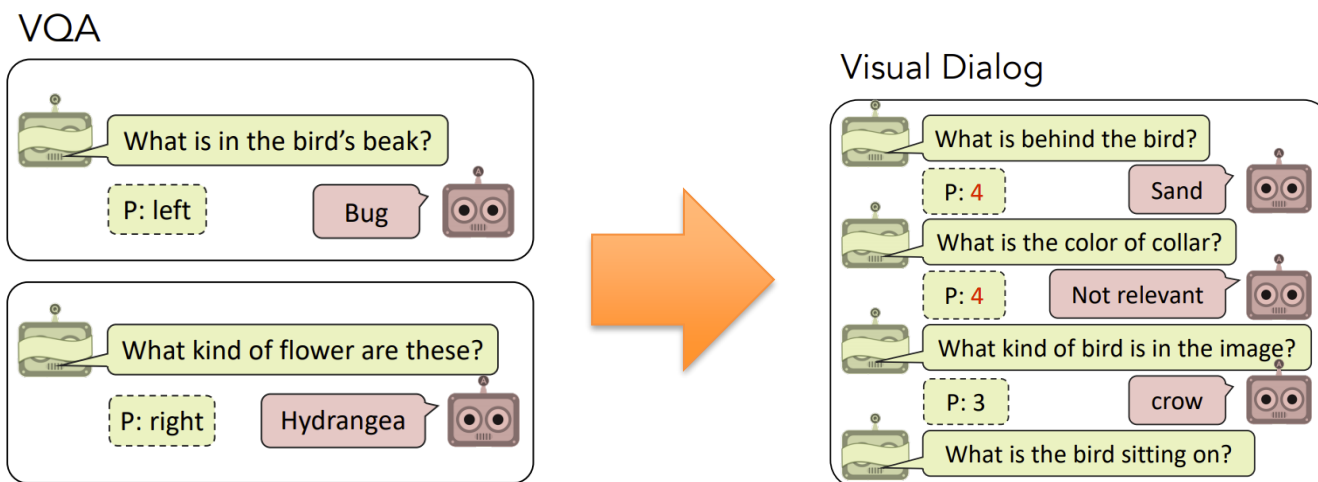 VQA
What is in the bird's beak?
P: left
Bug
What kind of flower are these?
P: right
Hydrangea
Visual Dialog
What is behind the bird?
P: 4
Sand
What is the color of collar?
P: 4
Not relevant
What kind of bird is in the image?
P: 3
crow
What is the bird sitting on?